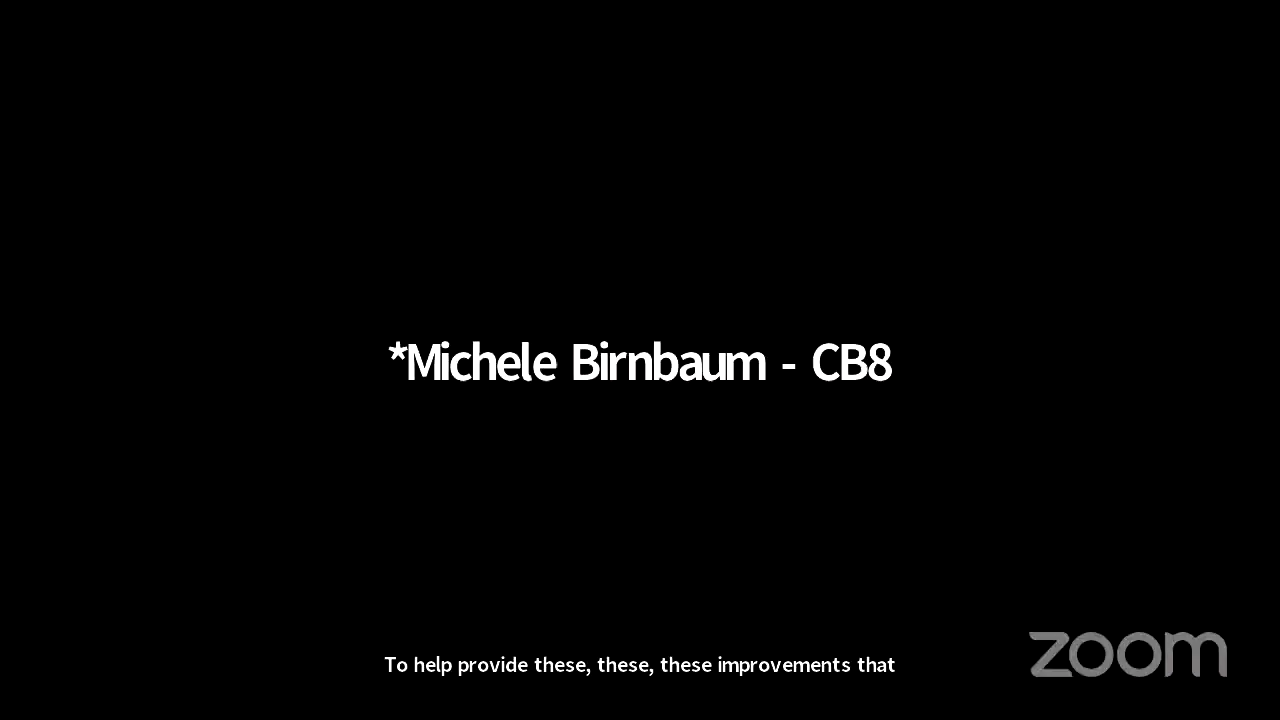 *Michele Birnbaum - CB8
To help provide these, these, these improvements that
zoom